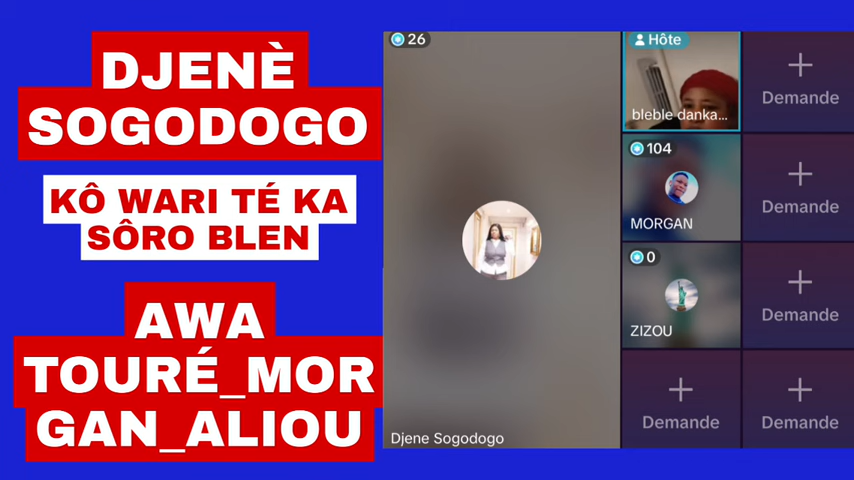 DJENÈ
SOGODOGO
KÔ WARI TÉ KA
SÔRO BLEN
AWA
TOURÉ_MOR
GAN_ALIOU
26
Hôte
bleble danka...
Demande
104
MORGAN
Demande
0
ZIZOU
Demande
Djene Sogodogo
Demande
Demande